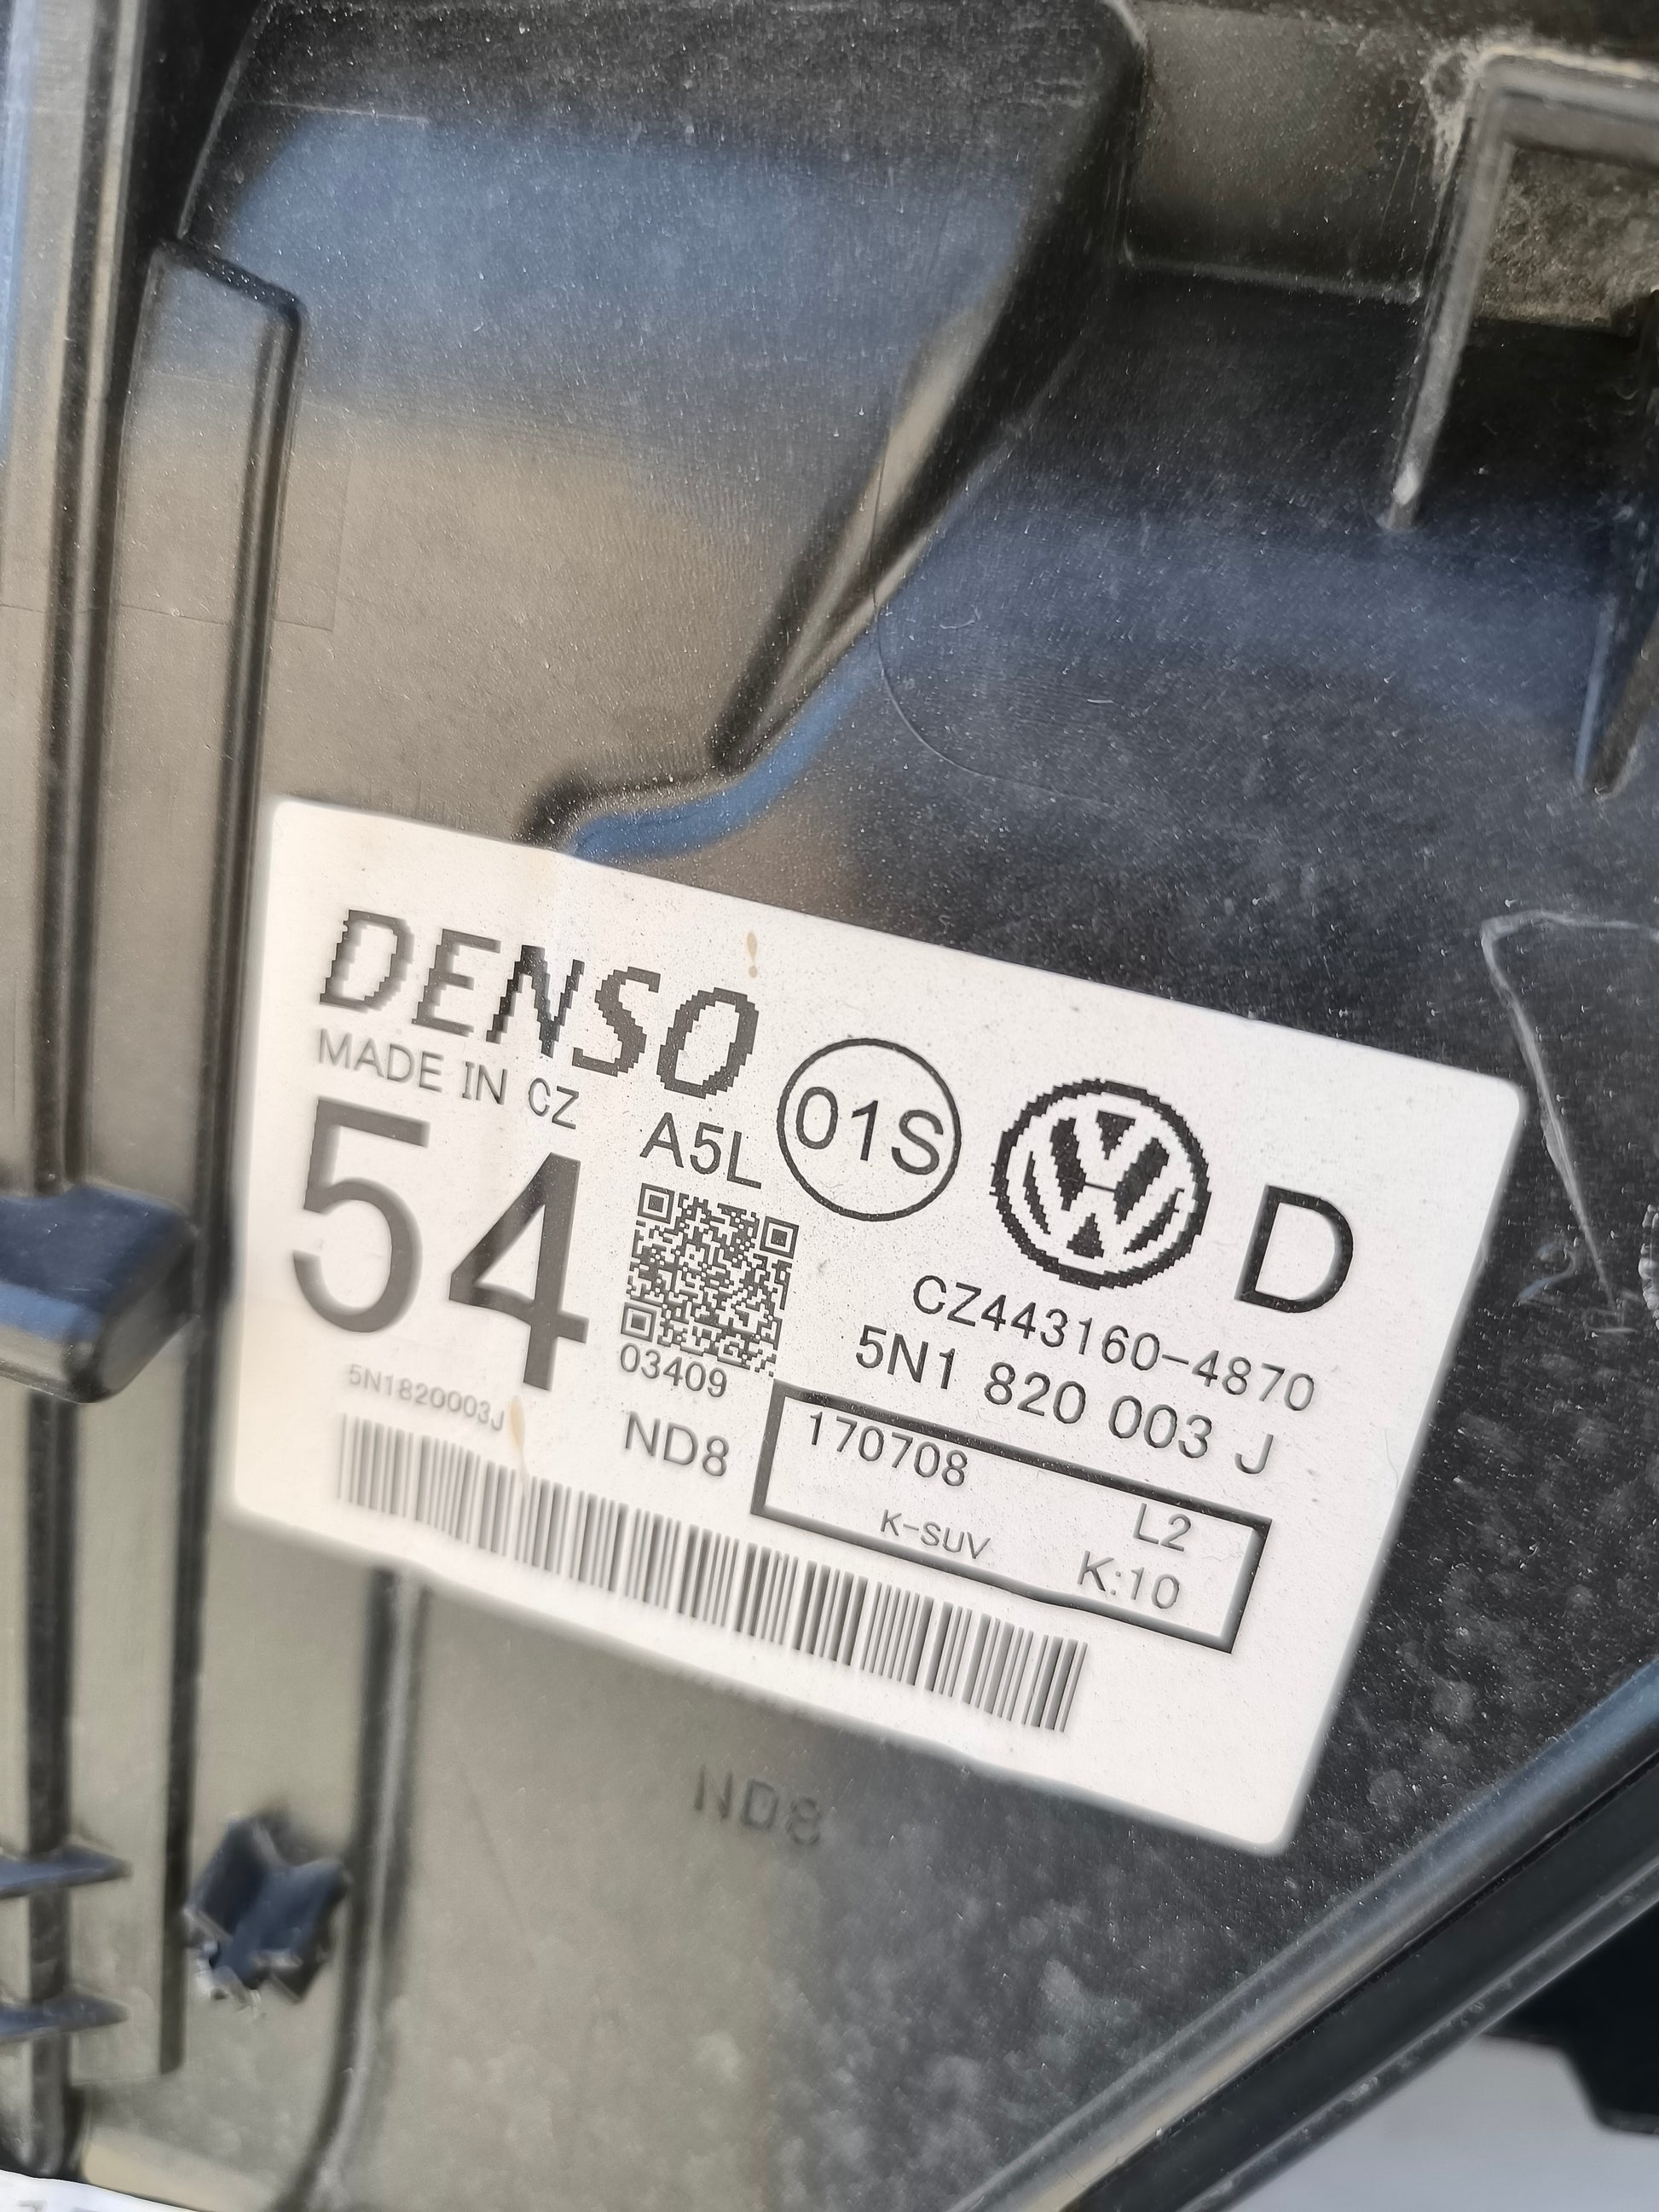 DENSO
MADE IN CZ
54
A5L
01S
D
03409
CZ443160-4870
5N1 820 003 J
5N1820003J
ND8
170708
L2
K-SUV
K:10
ND8